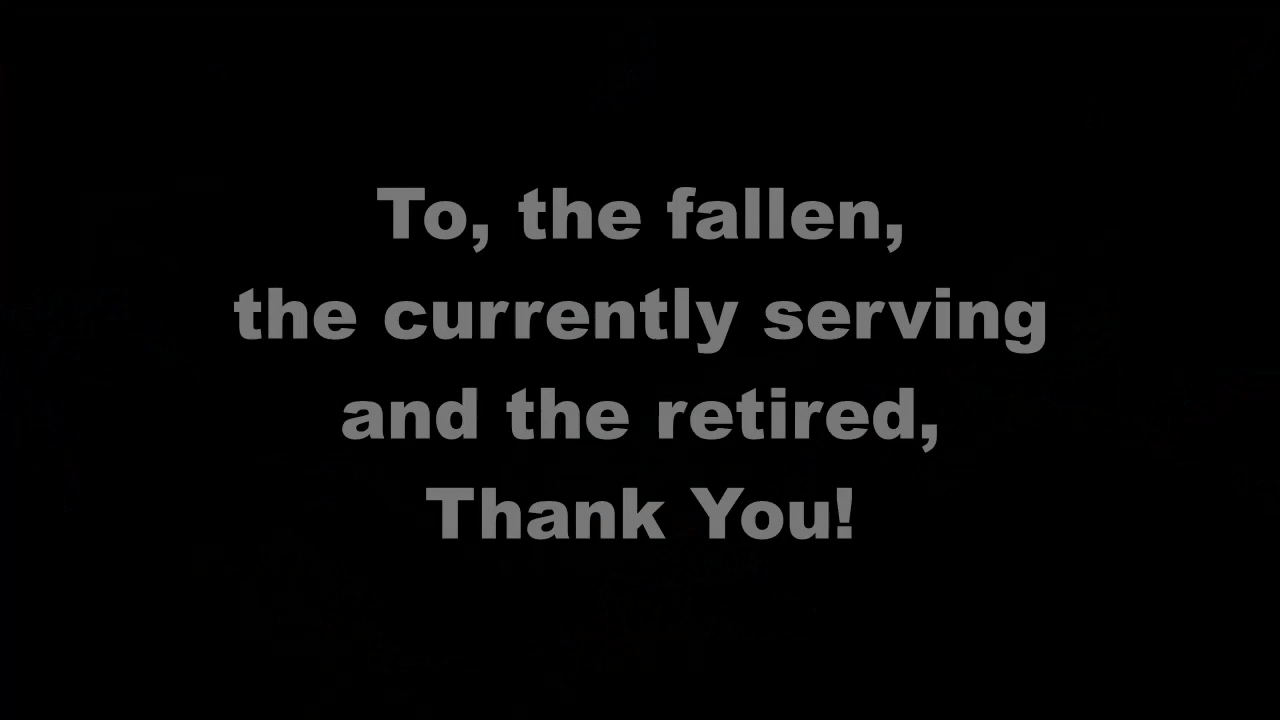 To, the fallen,
the currently serving
and the retired,
Thank You!